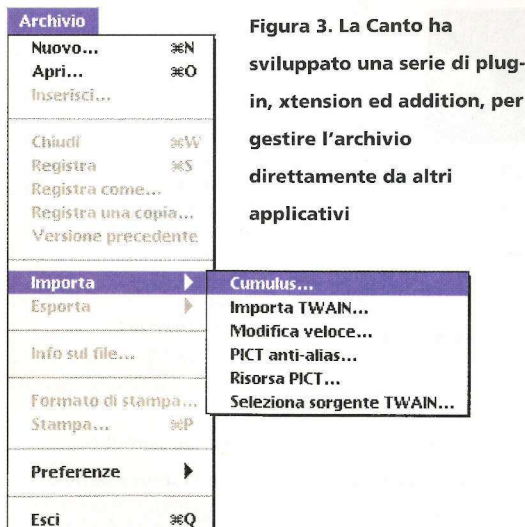 Archivio
Nuovo... ⌘N
Apri... ⌘O
Inserisci...
Chiudi ⌘W
Registra ⌘S
Registra come...
Registra una copia...
Versione precedente
Importa
Esporta
Info sul file...
Formato di stampa...
Stampa... ⌘P
Preferenze
Esci ⌘Q
Cumulus...
Importa TWAIN...
Modifica veloce...
PICT anti-alias...
Risorsa PICT...
Seleziona sorgente TWAIN...
Figura 3. La Canto ha
sviluppato una serie di plug-
in, xtension ed addition, per
gestire l'archivio
direttamente da altri
applicativi